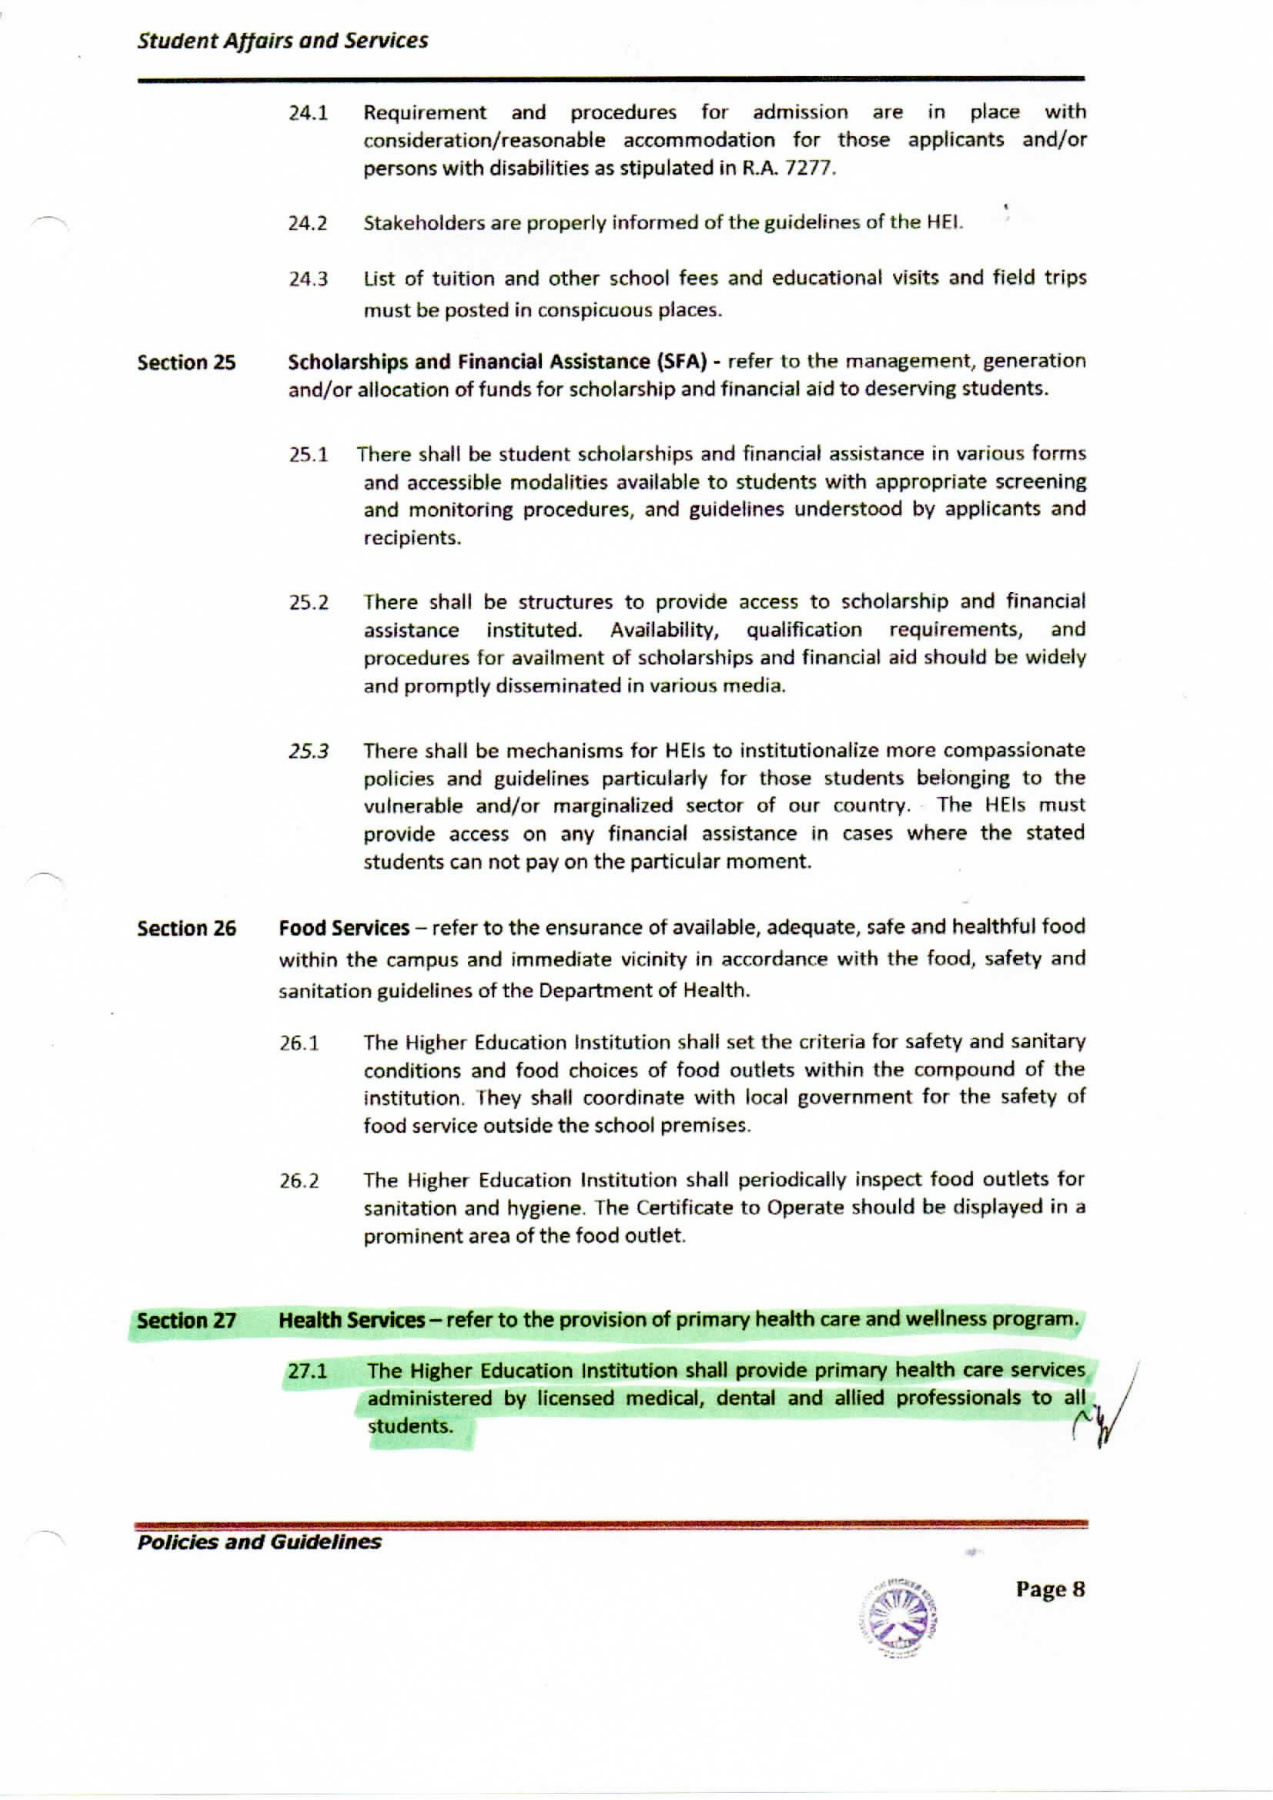 Student Affairs and Services
24.1 Requirement and procedures for admission are in place with
consideration/reasonable accommodation for those applicants and/or
persons with disabilities as stipulated in R.A. 7277.
24.2 Stakeholders are properly informed of the guidelines of the HEI.
24.3 List of tuition and other school fees and educational visits and field trips
must be posted in conspicuous places.
Section 25 Scholarships and Financial Assistance (SFA) - refer to the management, generation
and/or allocation of funds for scholarship and financial aid to deserving students.
25.1 There shall be student scholarships and financial assistance in various forms
and accessible modalities available to students with appropriate screening
and monitoring procedures, and guidelines understood by applicants and
recipients.
25.2 There shall be structures to provide access to scholarship and financial
assistance instituted. Availability, qualification requirements, and
procedures for availment of scholarships and financial aid should be widely
and promptly disseminated in various media.
25.3 There shall be mechanisms for HEIs to institutionalize more compassionate
policies and guidelines particularly for those students belonging to the
vulnerable and/or marginalized sector of our country. The HEIs must
provide access on any financial assistance in cases where the stated
students can not pay on the particular moment.
Section 26 Food Services – refer to the ensurance of available, adequate, safe and healthful food
within the campus and immediate vicinity in accordance with the food, safety and
sanitation guidelines of the Department of Health.
26.1 The Higher Education Institution shall set the criteria for safety and sanitary
conditions and food choices of food outlets within the compound of the
institution. They shall coordinate with local government for the safety of
food service outside the school premises.
26.2 The Higher Education Institution shall periodically inspect food outlets for
sanitation and hygiene. The Certificate to Operate should be displayed in a
prominent area of the food outlet.
Section 27 Health Services – refer to the provision of primary health care and wellness program.
27.1 The Higher Education Institution shall provide primary health care services
administered by licensed medical, dental and allied professionals to all
students.
Policies and Guidelines
Page 8